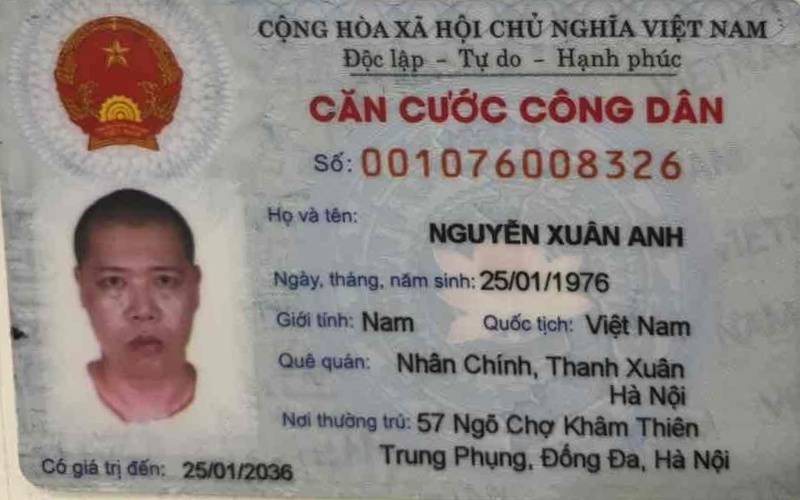 CỘNG HÒA XÃ HỘI CHỦ NGHĨA VIỆT NAM
Độc lập - Tự do - Hạnh phúc
CĂN CƯỚC CÔNG DÂN
Số: 001076008326
Họ và tên: NGUYỄN XUÂN ANH
Ngày, tháng, năm sinh: 25/01/1976
Giới tính: Nam Quốc tịch: Việt Nam
Quê quán: Nhân Chính, Thanh Xuân
Hà Nội
Nơi thường trú: 57 Ngõ Chợ Khâm Thiên
Trung Phụng, Đống Đa, Hà Nội
Có giá trị đến: 25/01/2036